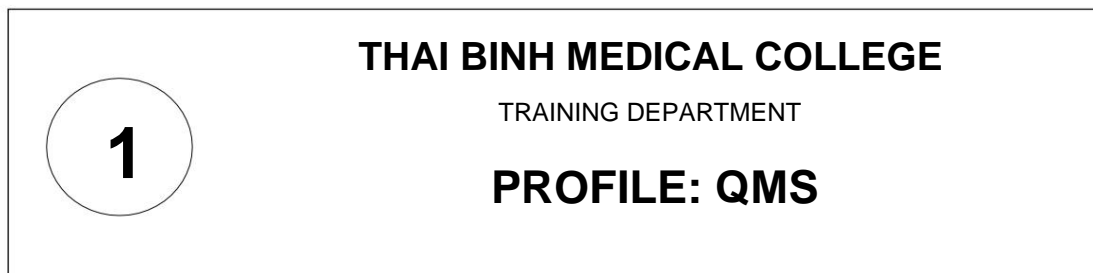 THAI BINH MEDICAL COLLEGE
TRAINING DEPARTMENT
1
PROFILE: QMS